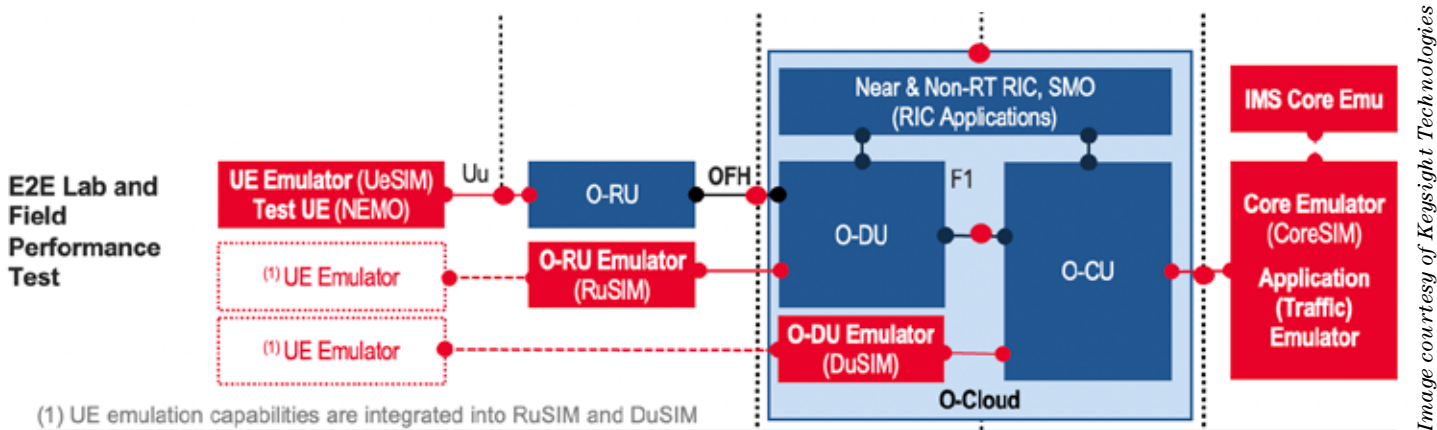 Near & Non-RT RIC, SMO
(RIC Applications)
IMS Core Emu
E2E Lab and
Field
Performance
Test
UE Emulator (UeSIM)
Test UE (NEMO)
Uu
O-RU
OFH
O-DU
F1
O-CU
Core Emulator
(CoreSIM)
Application
(Traffic)
Emulator
(1) UE Emulator
O-RU Emulator
(RuSIM)
(1) UE Emulator
O-DU Emulator
(DuSIM)
O-Cloud
(1) UE emulation capabilities are integrated into RuSIM and DuSIM
Image courtesy of Keysight Technologies